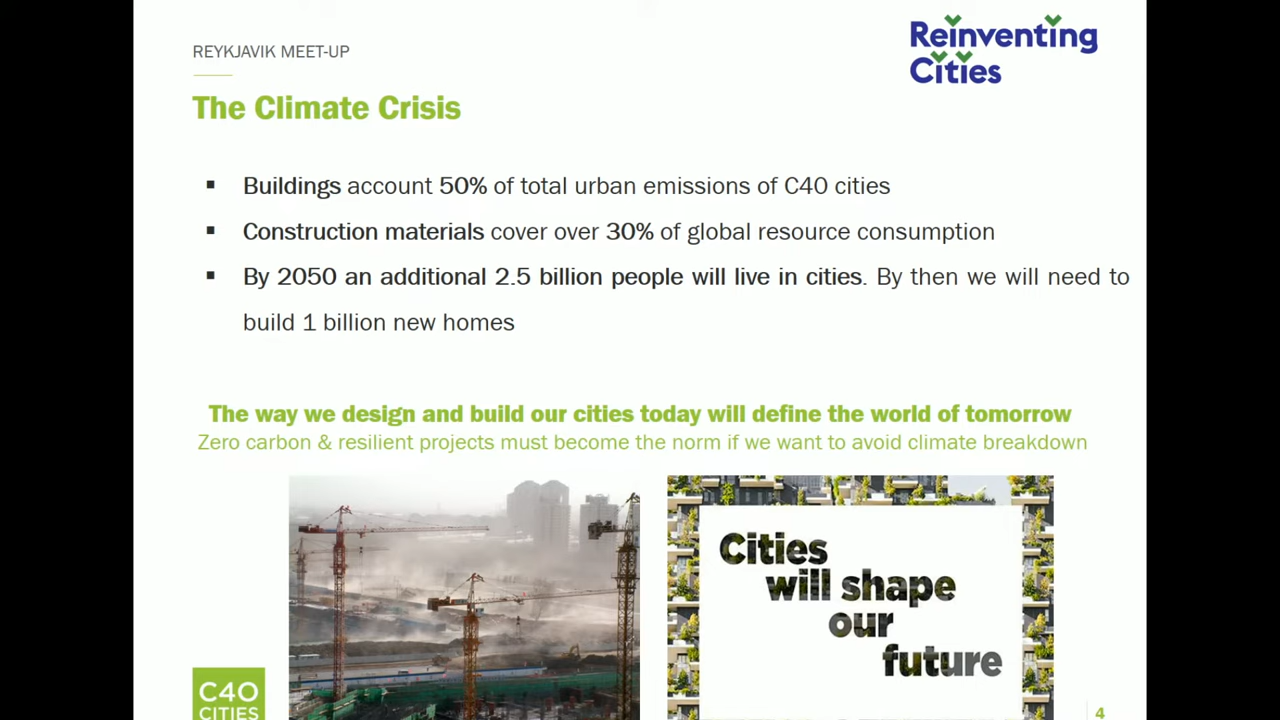 REYKJAVIK MEET-UP
Reinventing
Cities
The Climate Crisis
▪ Buildings account 50% of total urban emissions of C40 cities
▪ Construction materials cover over 30% of global resource consumption
▪ By 2050 an additional 2.5 billion people will live in cities. By then we will need to
build 1 billion new homes
The way we design and build our cities today will define the world of tomorrow
Zero carbon & resilient projects must become the norm if we want to avoid climate breakdown
Cities
will shape
our
future
C40
CITIES
4